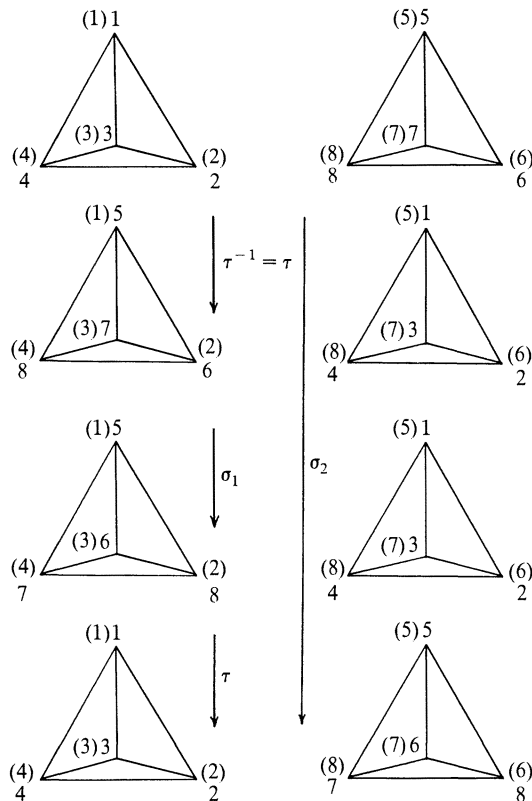 (1) 1 (5) 5
(3) 3 (7) 7
(4) (2) (8) (6)
4 2 8 6
(1) 5 (5) 1
τ⁻¹ = τ
(3) 7 (7) 3
(4) (2) (8) (6)
8 6 4 2
(1) 5 (5) 1
σ₁ σ₂
(3) 6 (7) 3
(4) (2) (8) (6)
7 8 4 2
(1) 1 (5) 5
τ
(3) 3 (7) 6
(4) (2) (8) (6)
4 2 7 8